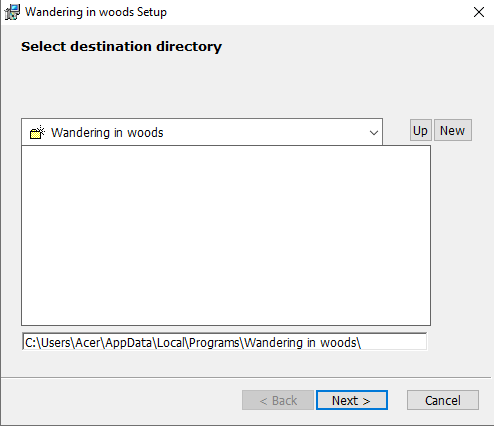 Wandering in woods Setup
Select destination directory
Wandering in woods
Up
New
C:\Users\Acer\AppData\Local\Programs\Wandering in woods\
< Back
Next >
Cancel